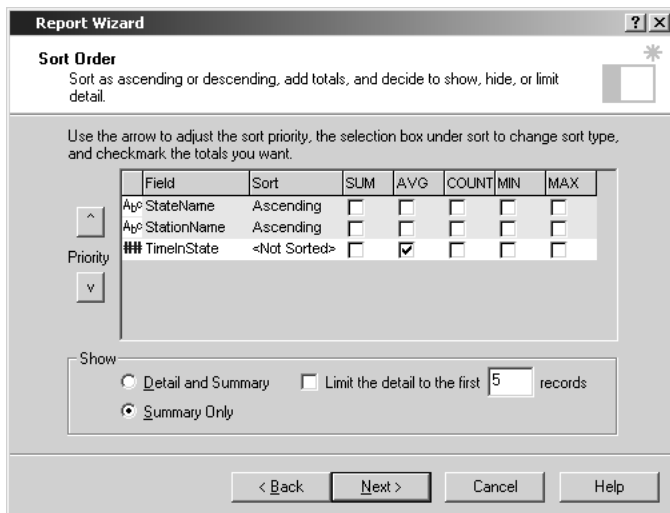 Report Wizard
Sort Order
Sort as ascending or descending, add totals, and decide to show, hide, or limit
detail.
Use the arrow to adjust the sort priority, the selection box under sort to change sort type,
and checkmark the totals you want.
Field Sort SUM AVG COUNT MIN MAX
Abc StateName Ascending
Abc StationName Ascending
Priority ## TimeInState <Not Sorted>
Show
Detail and Summary Limit the detail to the first 5 records
Summary Only
< Back Next > Cancel Help